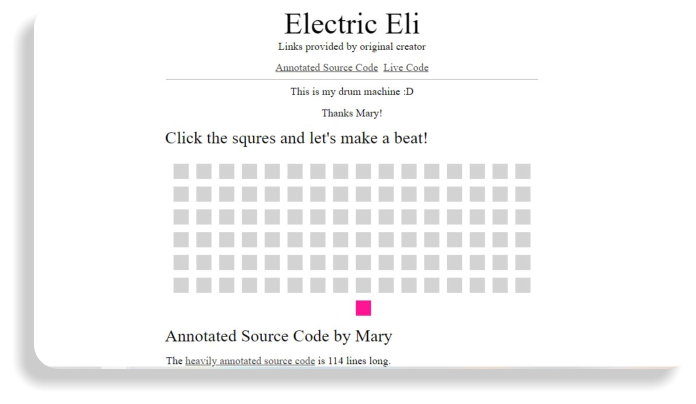 Electric Eli
Links provided by original creator
Annotated Source Code Live Code
This is my drum machine :D
Thanks Mary!
Click the squres and let's make a beat!
Annotated Source Code by Mary
The heavily annotated source code is 114 lines long.